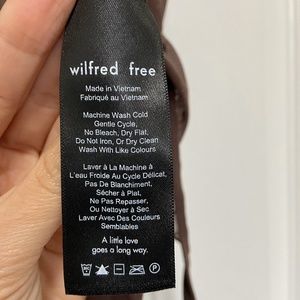 wilfred free
Made in Vietnam
Fabriqué au Vietnam
Machine Wash Cold
Gentle Cycle,
No Bleach, Dry Flat,
Do Not Iron, Or Dry Clean
Wash With Like Colours
Laver À La Machine À
L'eau Froide Au Cycle Délicat,
Pas De Blanchiment,
Sécher à Plat,
Ne Pas Repasser,
Ou Nettoyer à Sec
Laver Avec Des Couleurs
Semblables
A little love
goes a long way.